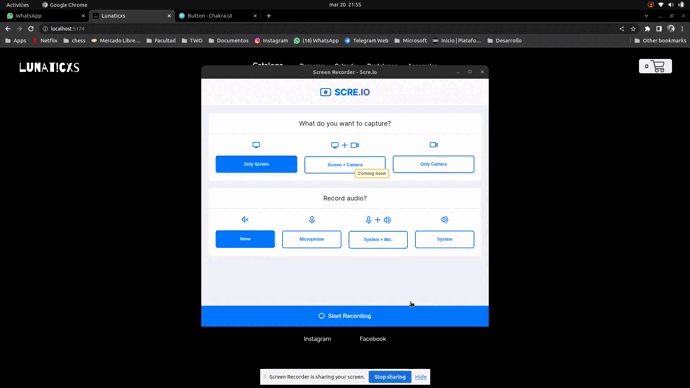 Activities
Google Chrome
mar 20 21:55
WhatsApp
Lunaticxs
Button - Chakra UI
localhost:5174
Apps
Netflix
chess
Mercado Libre...
Facultad
TWO
Documentos
Instagram
(16) WhatsApp
Telegram Web
Microsoft
Inicio | Platafo...
Desarrollo
Other bookmarks
LUNATICXS
0
Screen Recorder - Scre.io
SCRE.IO
What do you want to capture?
Only Screen
Screen + Camera
Only Camera
Coming Soon
Record audio?
None
Microphone
System + Mic.
System
Start Recording
Instagram
Facebook
Screen Recorder is sharing your screen.
Stop sharing
Hide